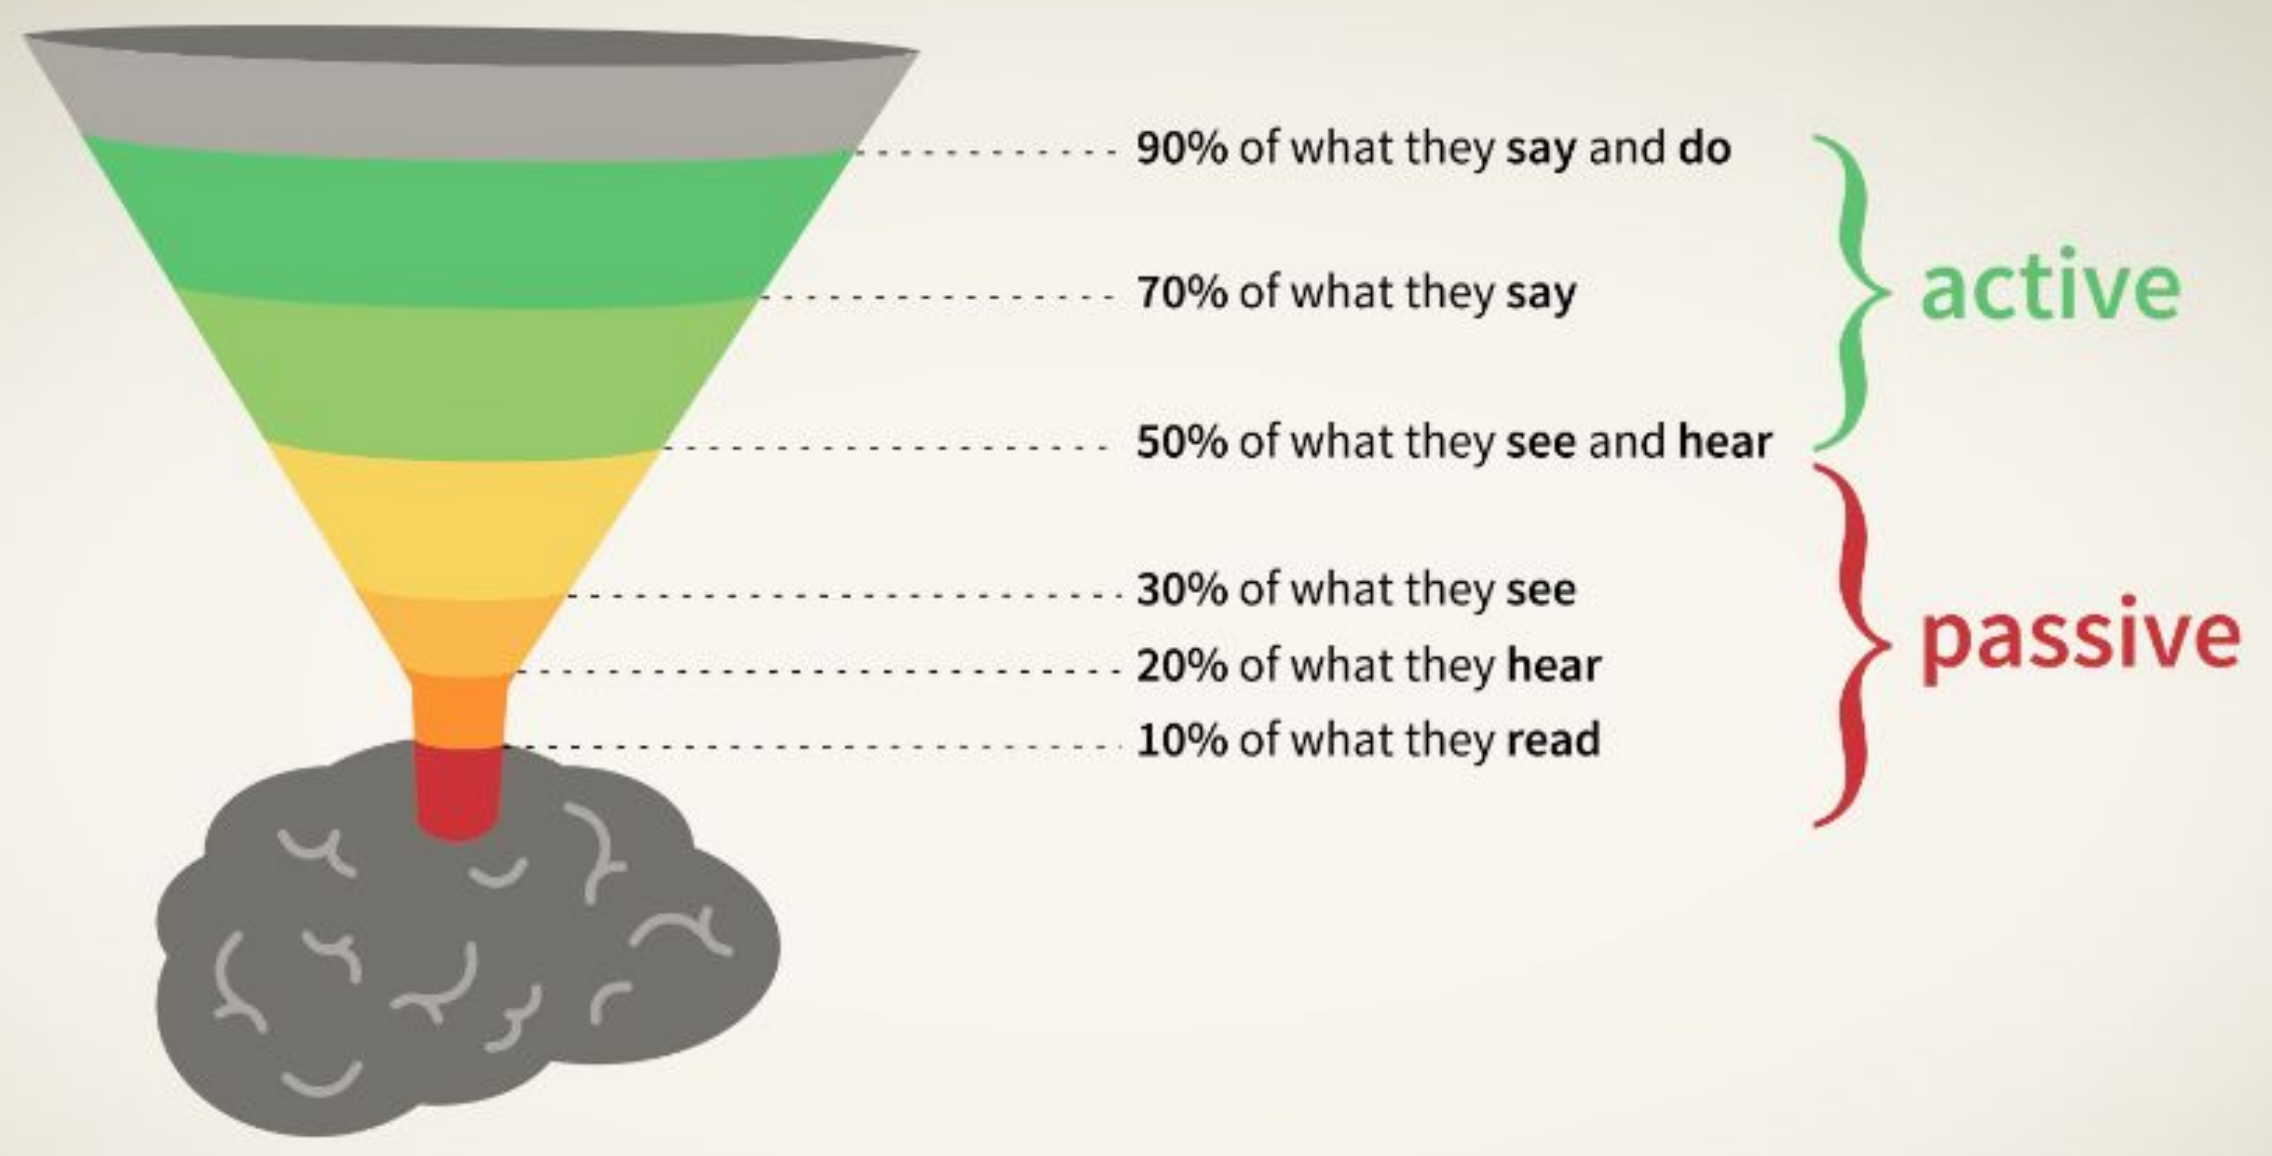 90% of what they say and do
70% of what they say
50% of what they see and hear
active
30% of what they see
20% of what they hear
10% of what they read
passive